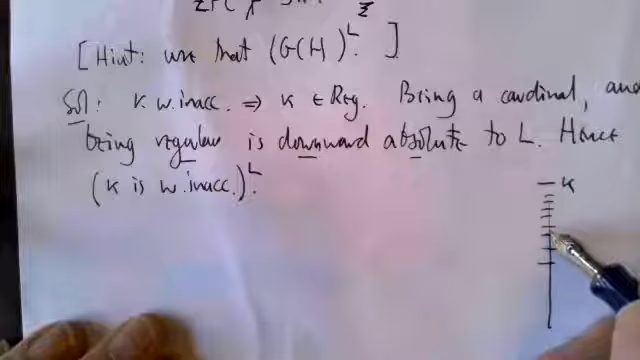 ZFC
[Hint: use that (GCH)^L. ]
Sol: κ w.inacc. ⇒ κ ∈ Reg. Being a cardinal, and
being regular is downward absolute to L. Hence
(κ is w.inacc.)^L.
κ